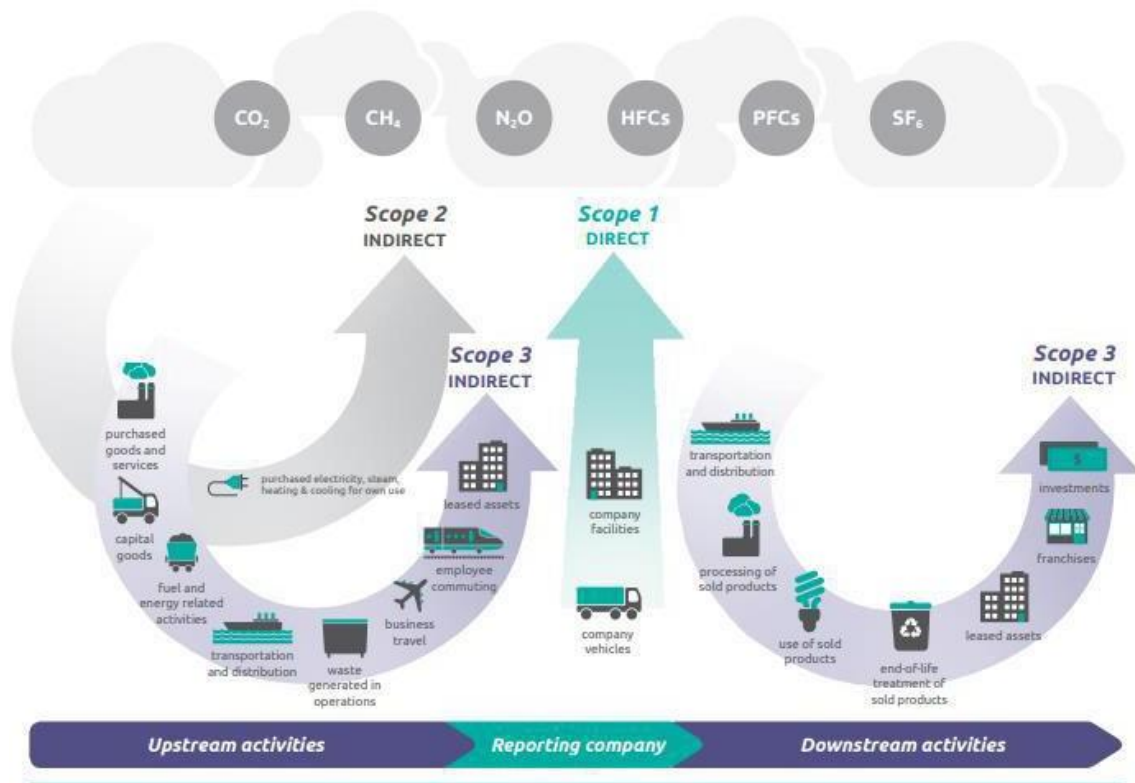 CO₂
CH₄
N₂O
HFCs
PFCs
SF₆
Scope 2
INDIRECT
Scope 1
DIRECT
Scope 3
INDIRECT
Scope 3
INDIRECT
purchased
goods and
services
capital
goods
fuel and
energy related
activities
transportation
and distribution
waste
generated in
operations
business
travel
employee
commuting
leased assets
purchased electricity, steam,
heating & cooling for own use
company
facilities
company
vehicles
transportation
and distribution
processing of
sold products
use of sold
products
end-of-life
treatment of
sold products
leased assets
franchises
$
investments
Upstream activities
Reporting company
Downstream activities